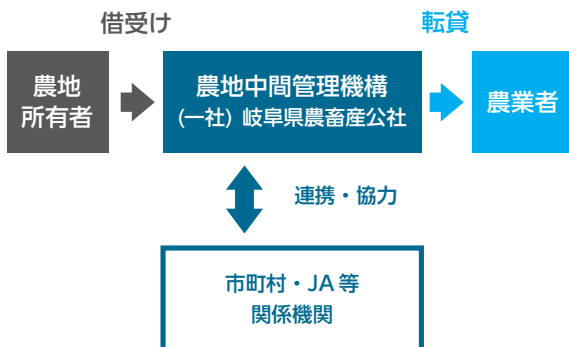 借受け
転貸
農地
所有者
農地中間管理機構
(一社) 岐阜県農畜産公社
農業者
連携・協力
市町村・JA 等
関係機関